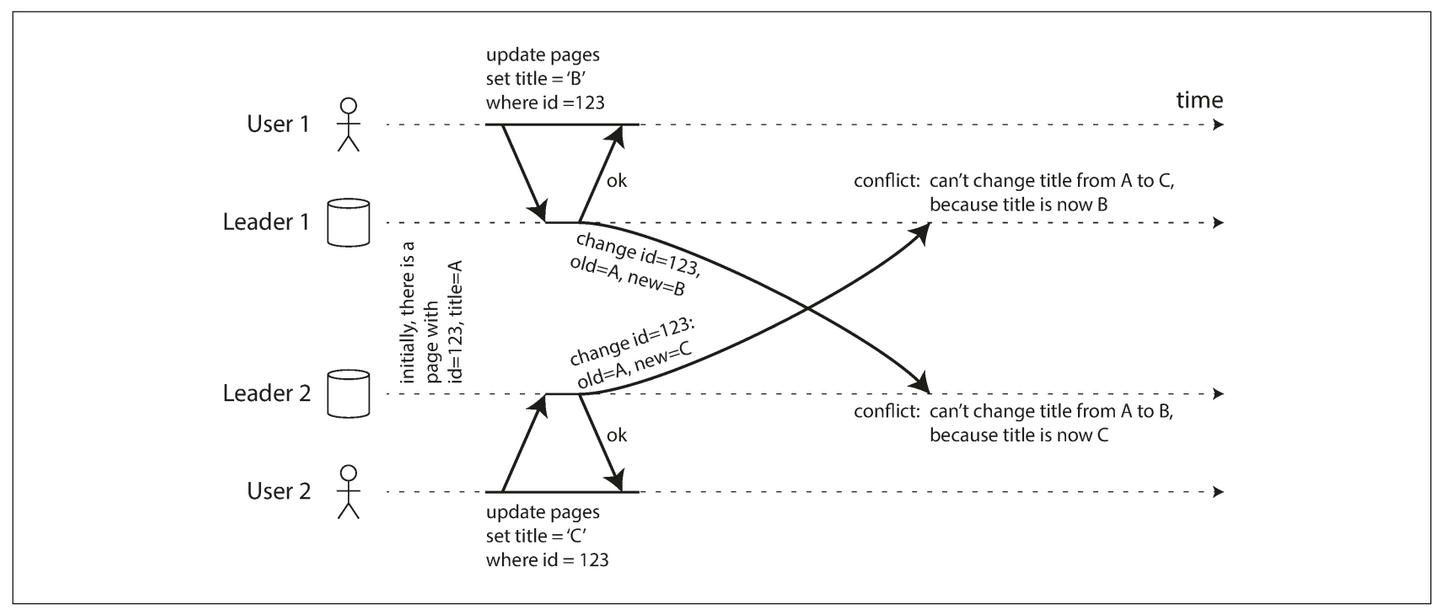 update pages
set title = ‘B’
where id =123
time
User 1
ok
conflict: can’t change title from A to C,
because title is now B
Leader 1
change id=123,
old=A, new=B
initially, there is a
page with
id=123, title=A
change id=123:
old=A, new=C
Leader 2
conflict: can’t change title from A to B,
because title is now C
ok
User 2
update pages
set title = ‘C’
where id = 123